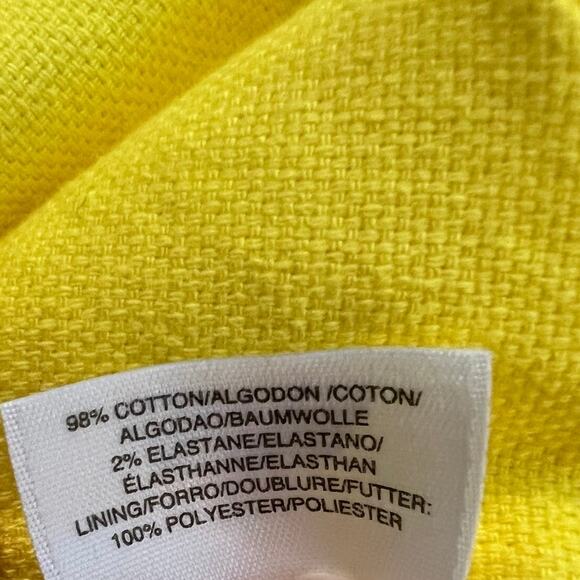 98% COTTON/ALGODON /COTON/
ALGODAO/BAUMWOLLE
2% ELASTANE/ELASTANO/
ÉLASTHANNE/ELASTHAN
LINING/FORRO/DOUBLURE/FUTTER:
100% POLYESTER/POLIESTER